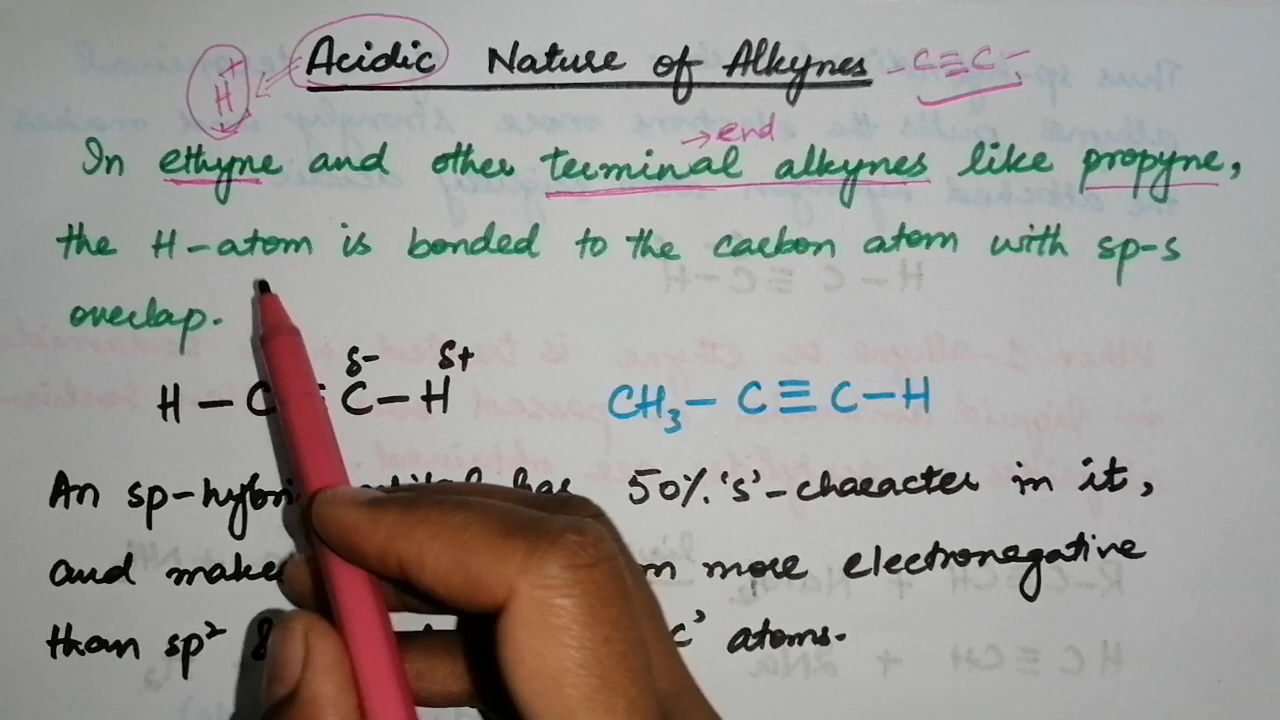 Acidic Nature of Alkynes -C≡C-
H+
→ end
In ethyne and other terminal alkynes like propyne,
the H-atom is bonded to the carbon atom with sp-s
overlap.
δ- δ+
H - C ≡ C - H CH3 - C ≡ C - H
An sp-hybri has 50% 's'-character in it,
and make more electronegative
than sp² atoms.